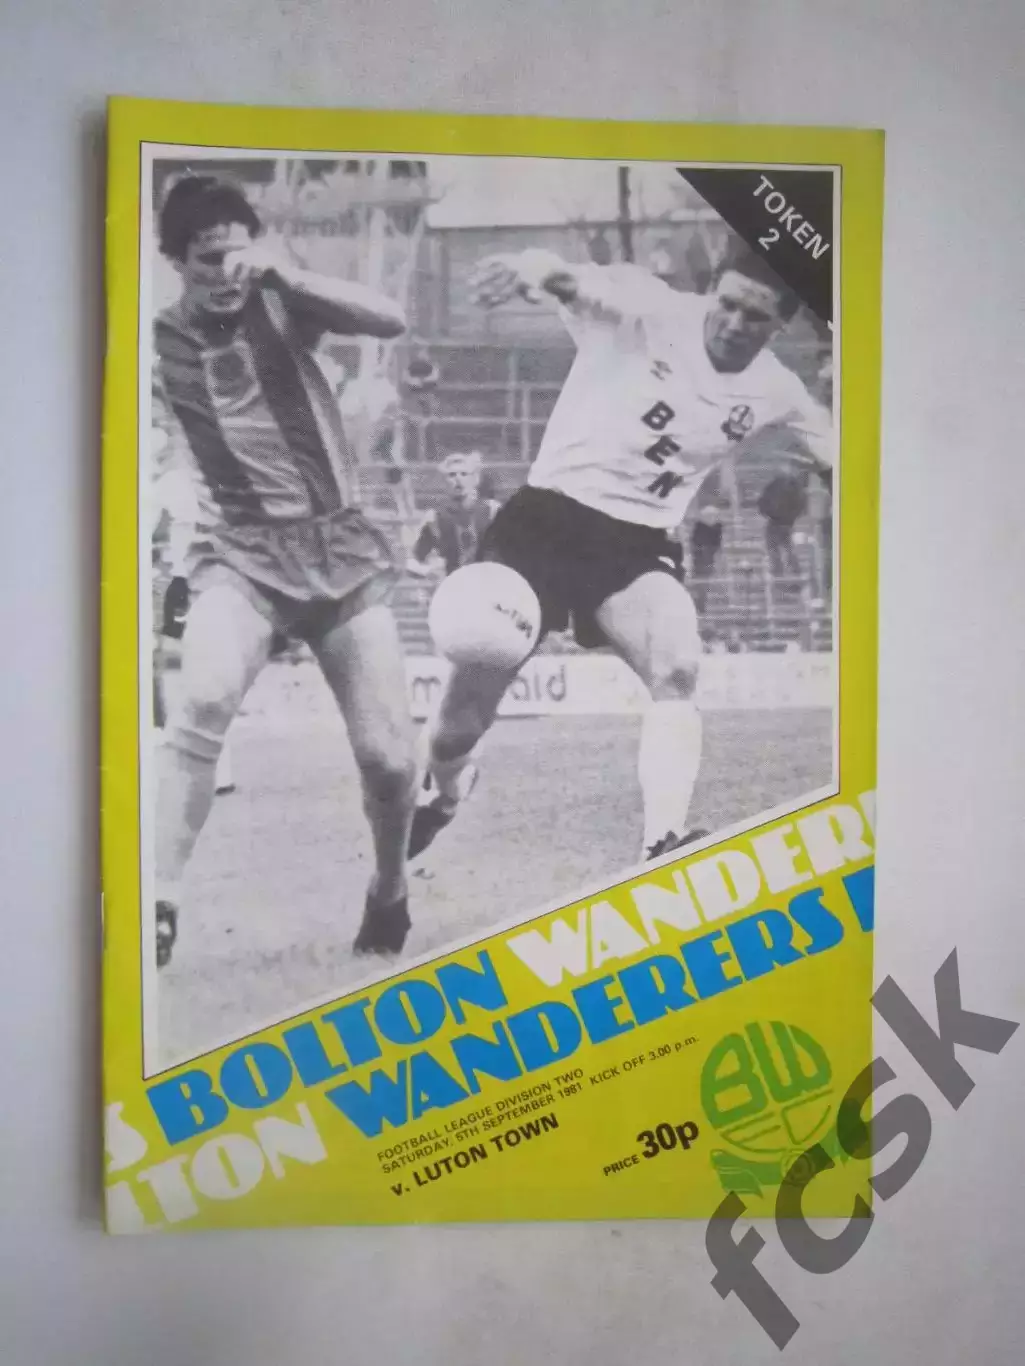 TOKEN
2
BEN
BOLTON WANDER
LTON WANDERERS
FOOTBALL LEAGUE DIVISION TWO
SATURDAY, 5TH SEPTEMBER 1981 KICK OFF 3.00 p.m.
v. LUTON TOWN
PRICE 30p
BW
fcsk